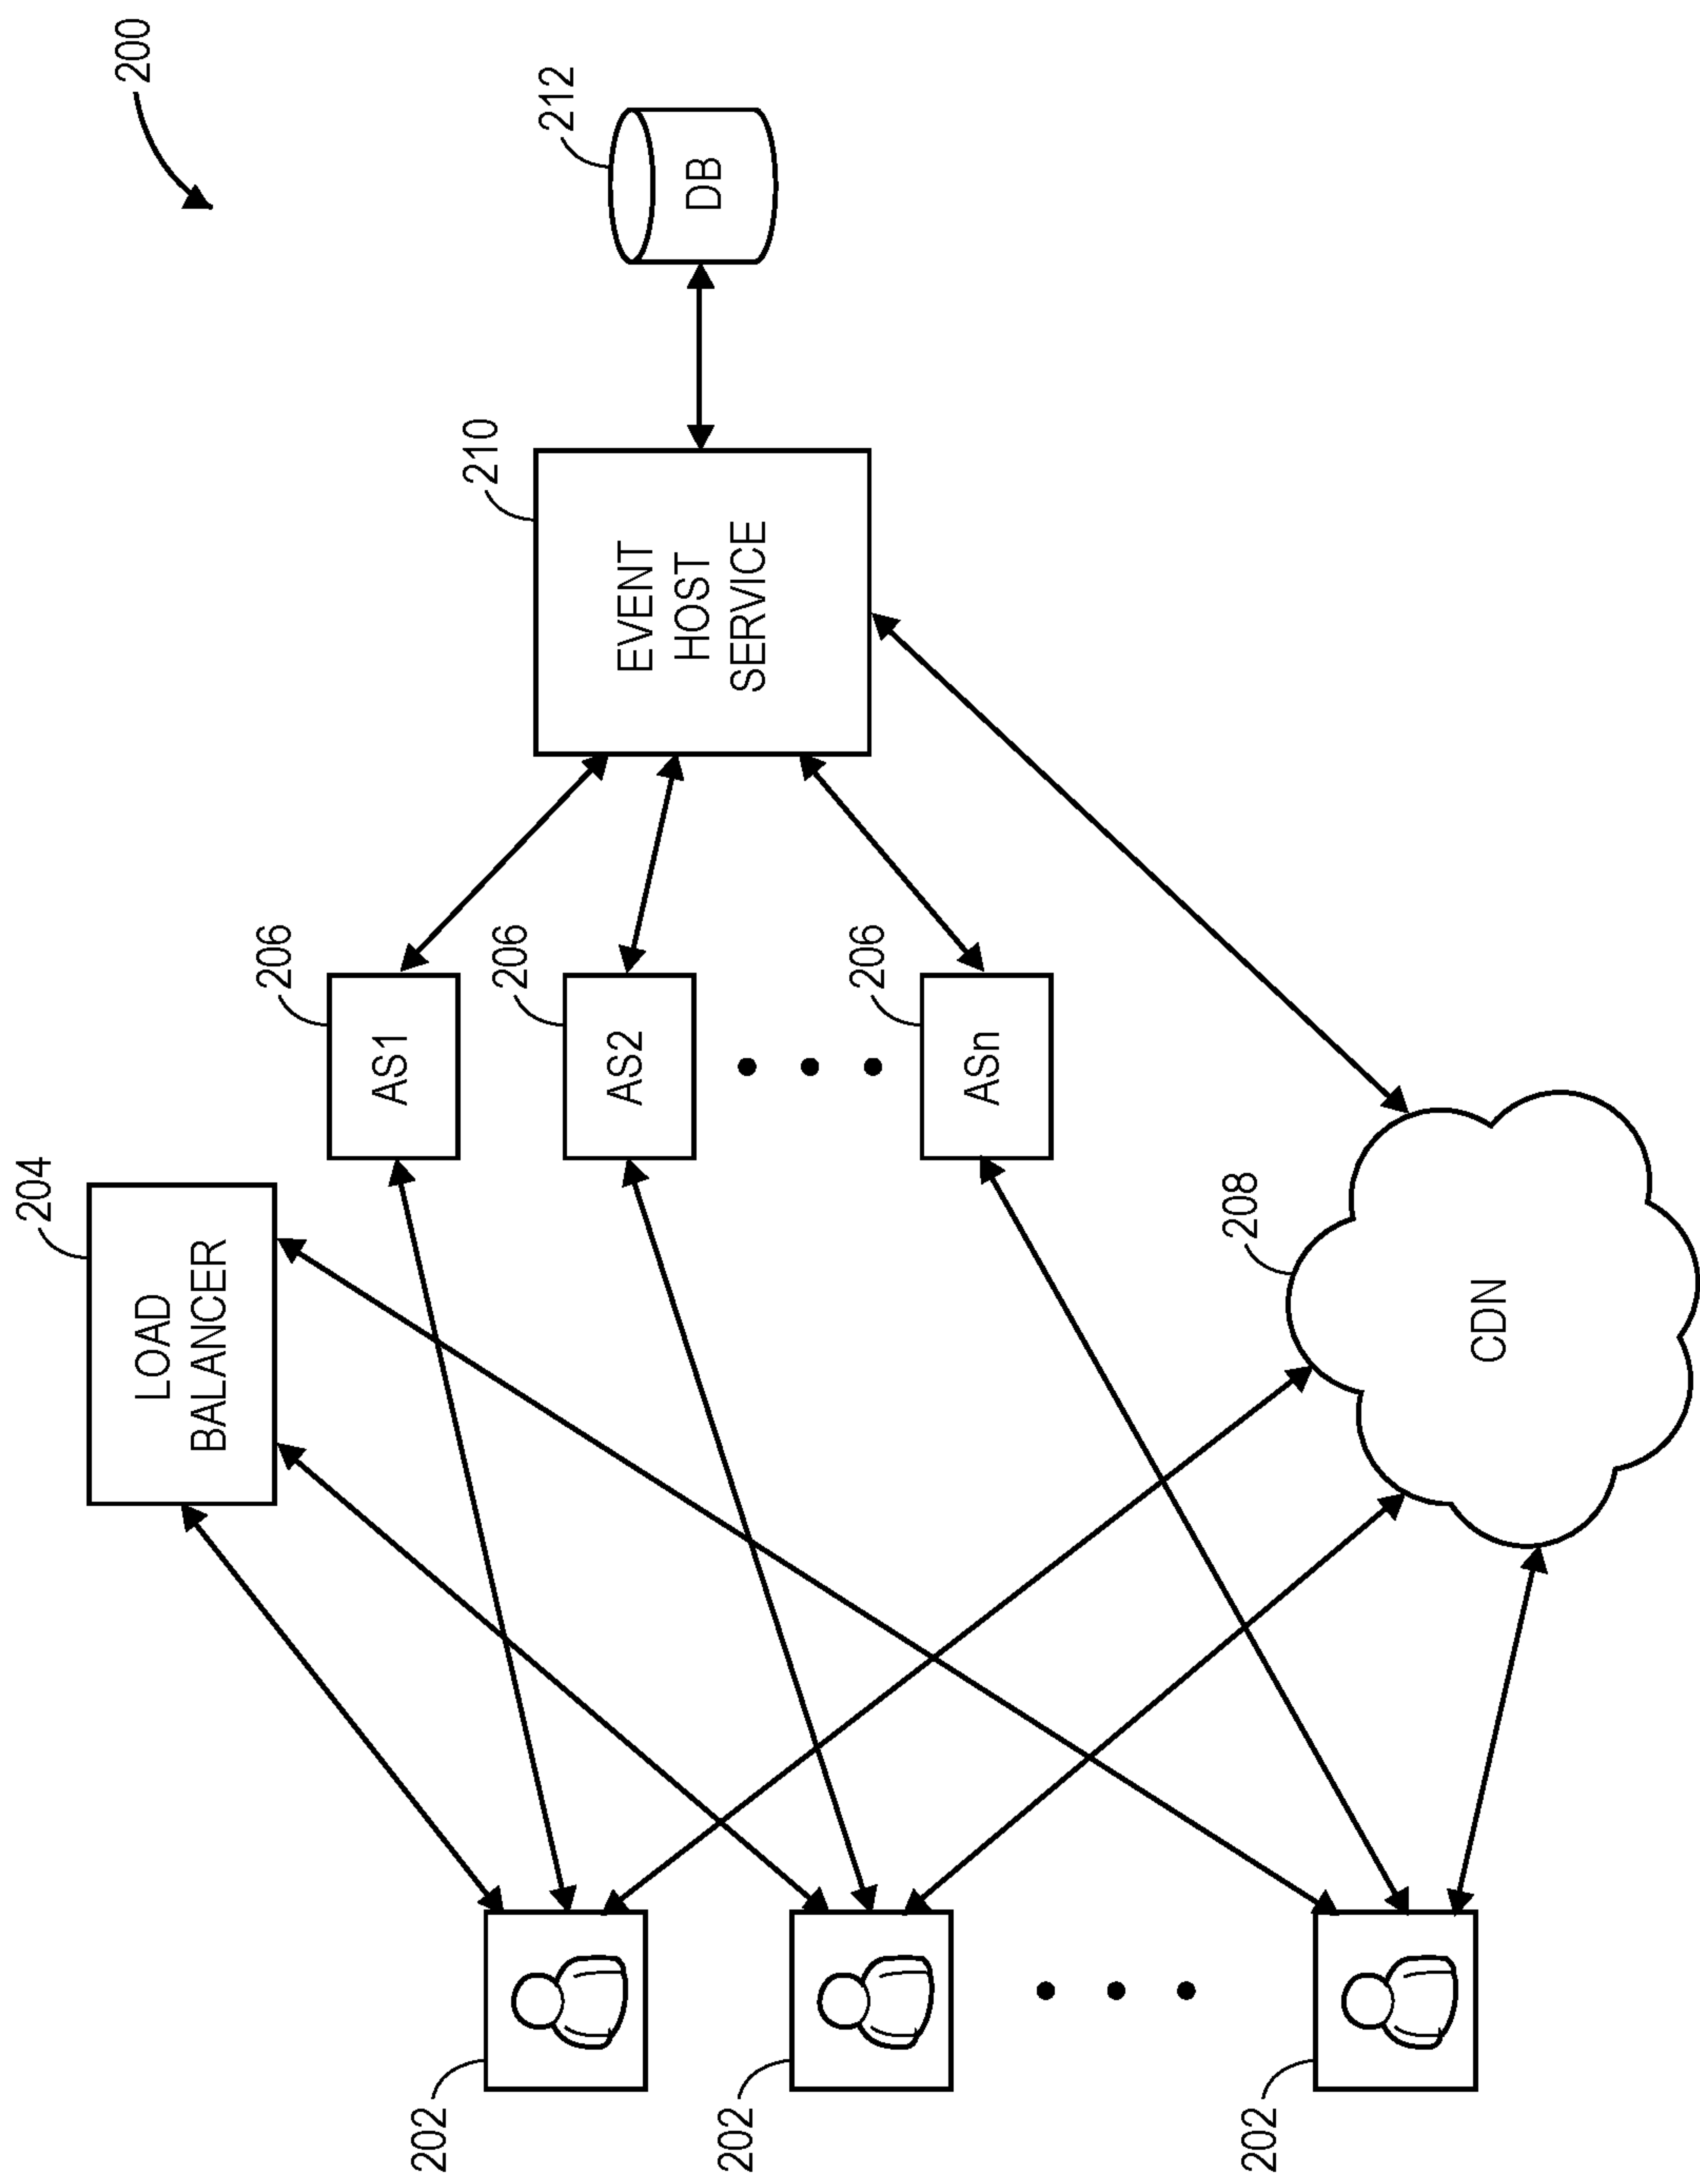 200
204
LOAD
BALANCER
202
202
202
206
AS1
206
AS2
206
ASn
208
CDN
210
EVENT
HOST
SERVICE
212
DB